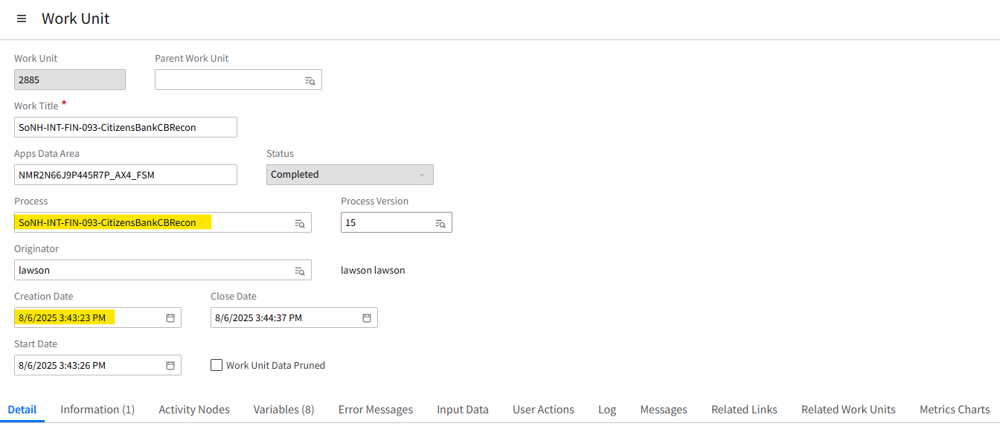 Work Unit
Work Unit Parent Work Unit
2885
Work Title *
SoNH-INT-FIN-093-CitizensBankCBRecon
Apps Data Area Status
NMR2N66J9P445R7P_AX4_FSM Completed
Process Process Version
SoNH-INT-FIN-093-CitizensBankCBRecon 15
Originator
lawson lawson lawson
Creation Date Close Date
8/6/2025 3:43:23 PM 8/6/2025 3:44:37 PM
Start Date
8/6/2025 3:43:26 PM Work Unit Data Pruned
Detail Information (1) Activity Nodes Variables (8) Error Messages Input Data User Actions Log Messages Related Links Related Work Units Metrics Charts